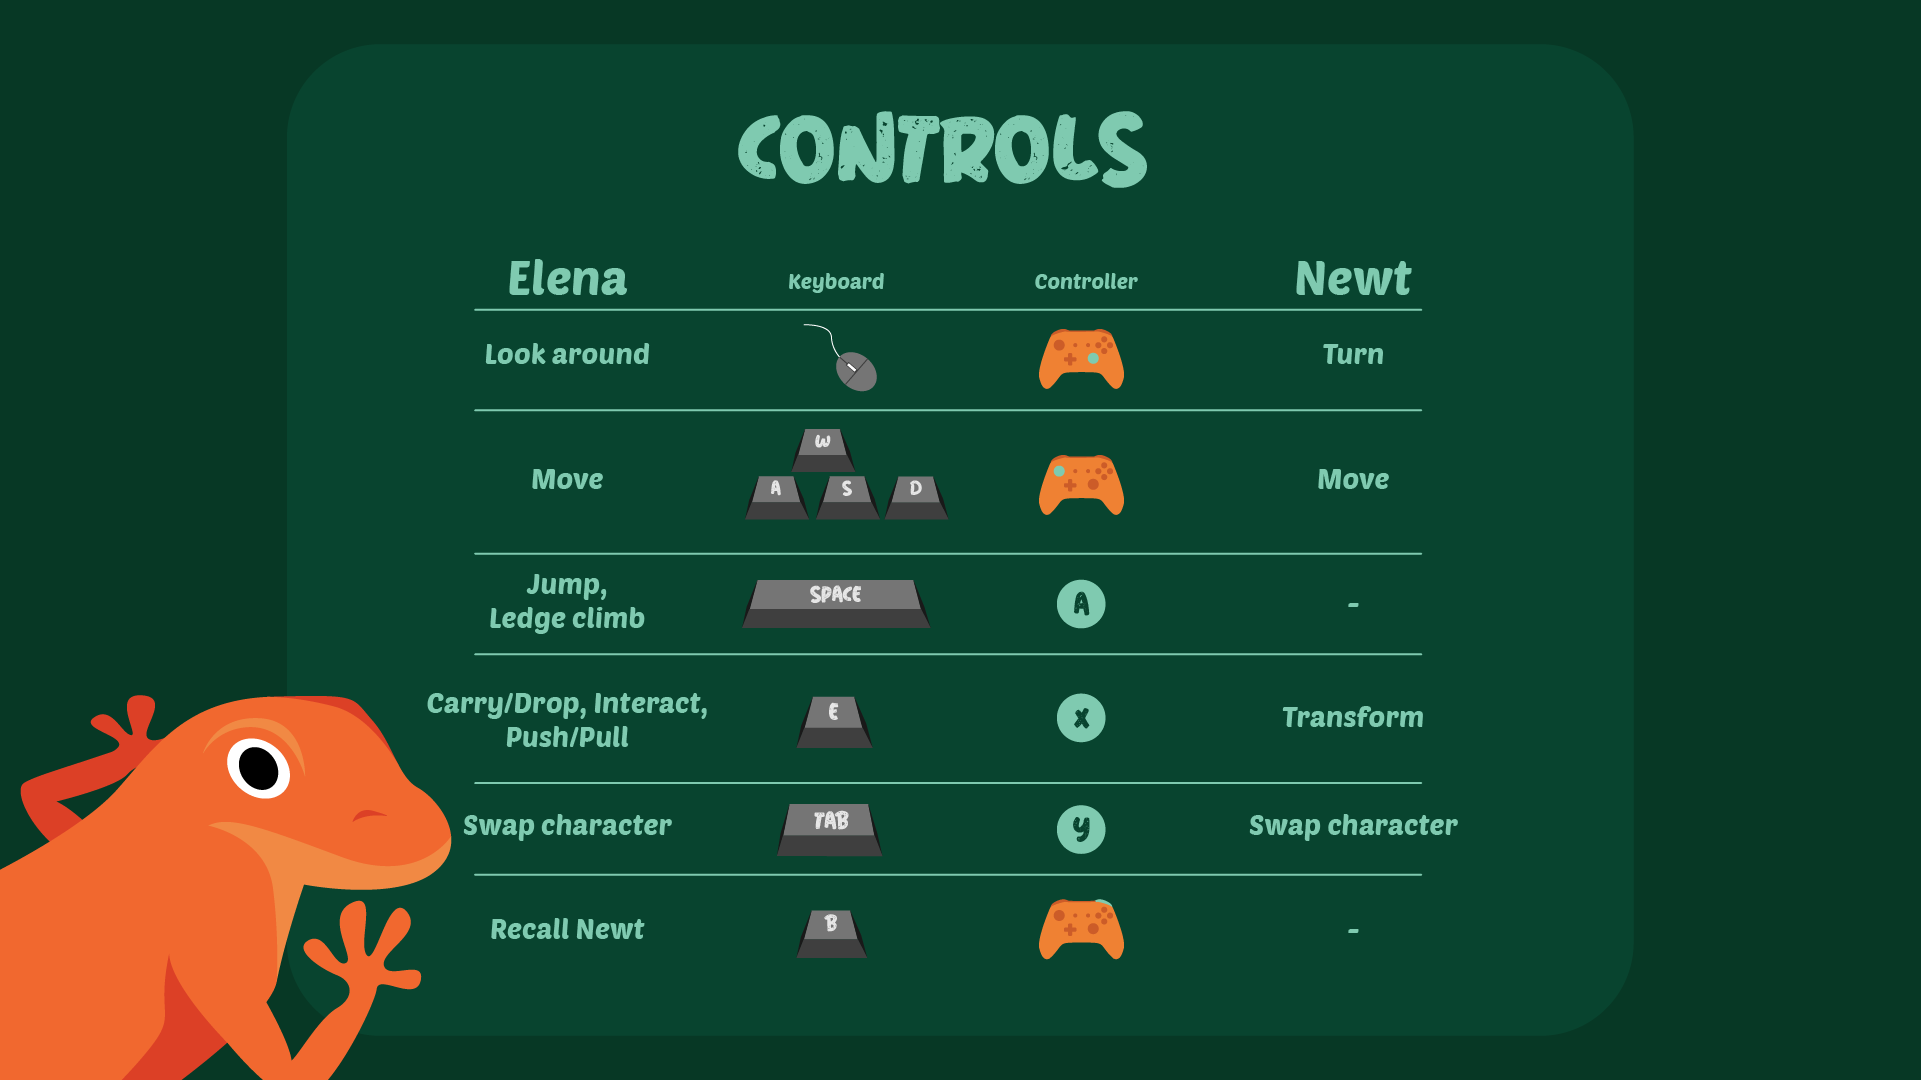 CONTROLS
Elena Keyboard Controller Newt
Look around Turn
W
Move A S D Move
Jump,
Ledge climb SPACE A -
Carry/Drop, Interact,
Push/Pull E X Transform
Swap character TAB Y Swap character
Recall Newt B -